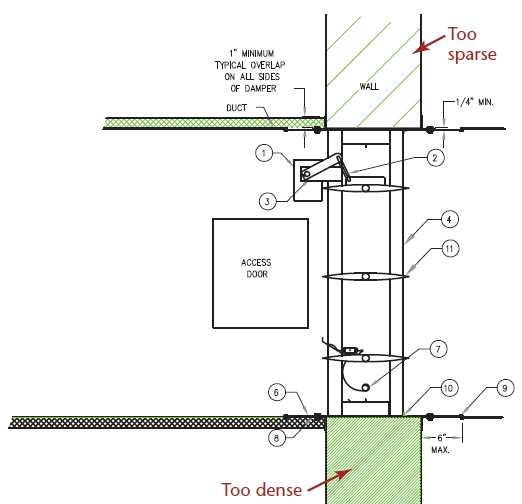 Too
sparse
1" MINIMUM
TYPICAL OVERLAP
ON ALL SIDES
OF DAMPER
WALL
DUCT
1/4" MIN.
1
2
3
4
11
ACCESS
DOOR
7
6
10
9
8
6"
MAX.
Too dense